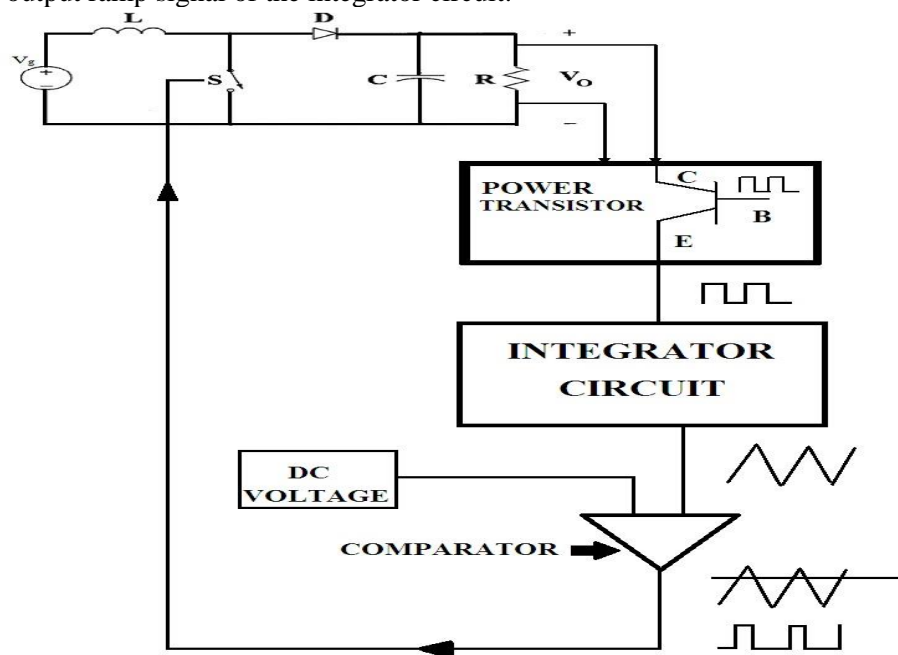 output ramp signal of the integrator circuit.
L
D
Vg
+
−
S
C
R
+
VO
−
POWER
TRANSISTOR
C
B
E
INTEGRATOR
CIRCUIT
DC
VOLTAGE
COMPARATOR